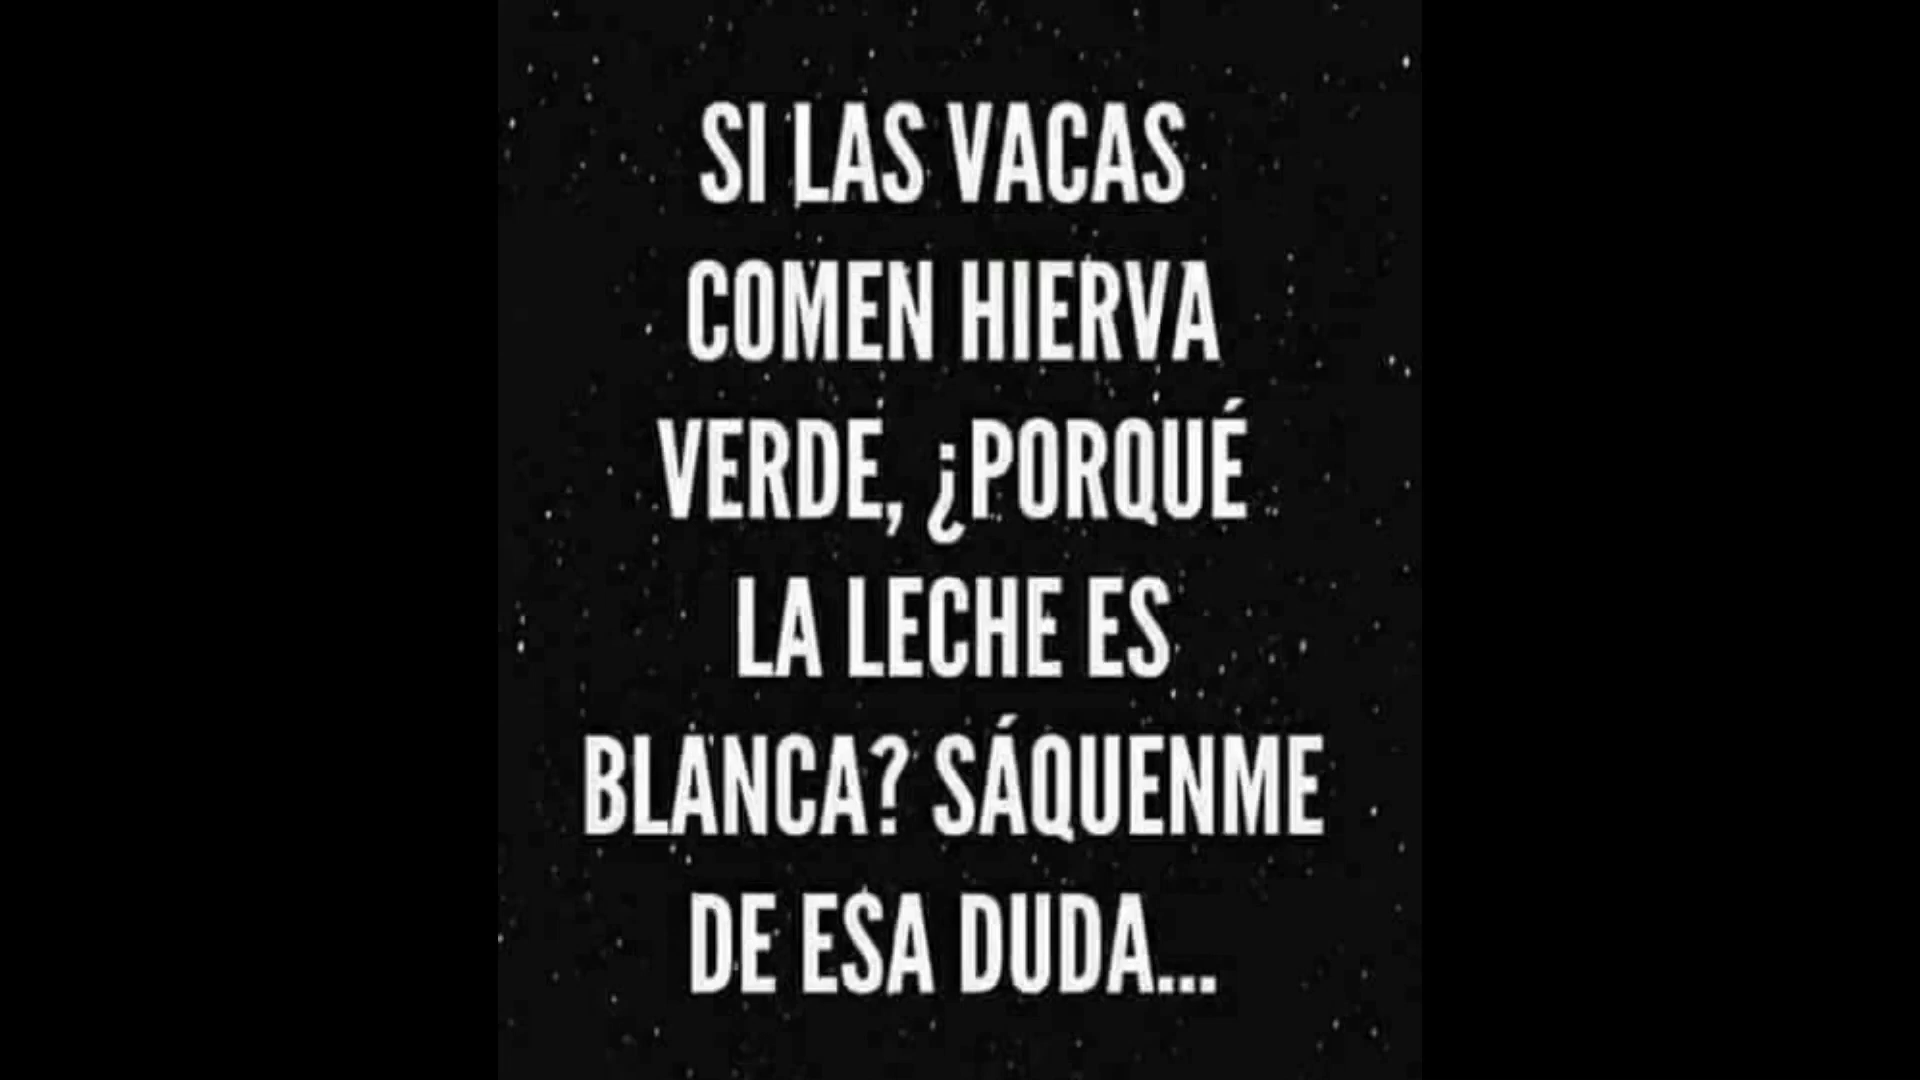 SI LAS VACAS
COMEN HIERVA
VERDE, ¿PORQUÉ
LA LECHE ES
BLANCA? SÁQUENME
DE ESA DUDA...